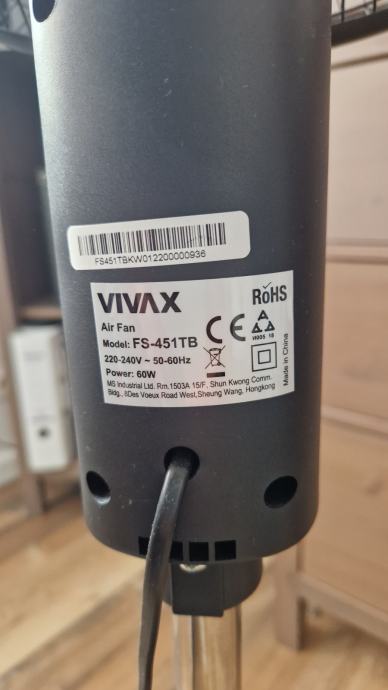 FS451TBKW012200000936
VIVAX
RoHS
Air Fan
Model: FS-451TB
CE
220-240V ~ 50-60Hz
Power: 60W
Made in China
MS Industrial Ltd. Rm.1503A 15/F, Shun Kwong Comm.
Bldg., 8Des Voeux Road West,Sheung Wang, Hongkong